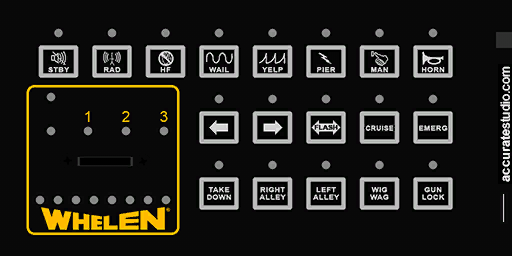 STBY RAD HF WAIL YELP PIER MAN HORN
1 2 3
FLASH CRUISE EMERG
TAKE DOWN RIGHT ALLEY LEFT ALLEY WIG WAG GUN LOCK
WHELEN®
accuratestudio.com